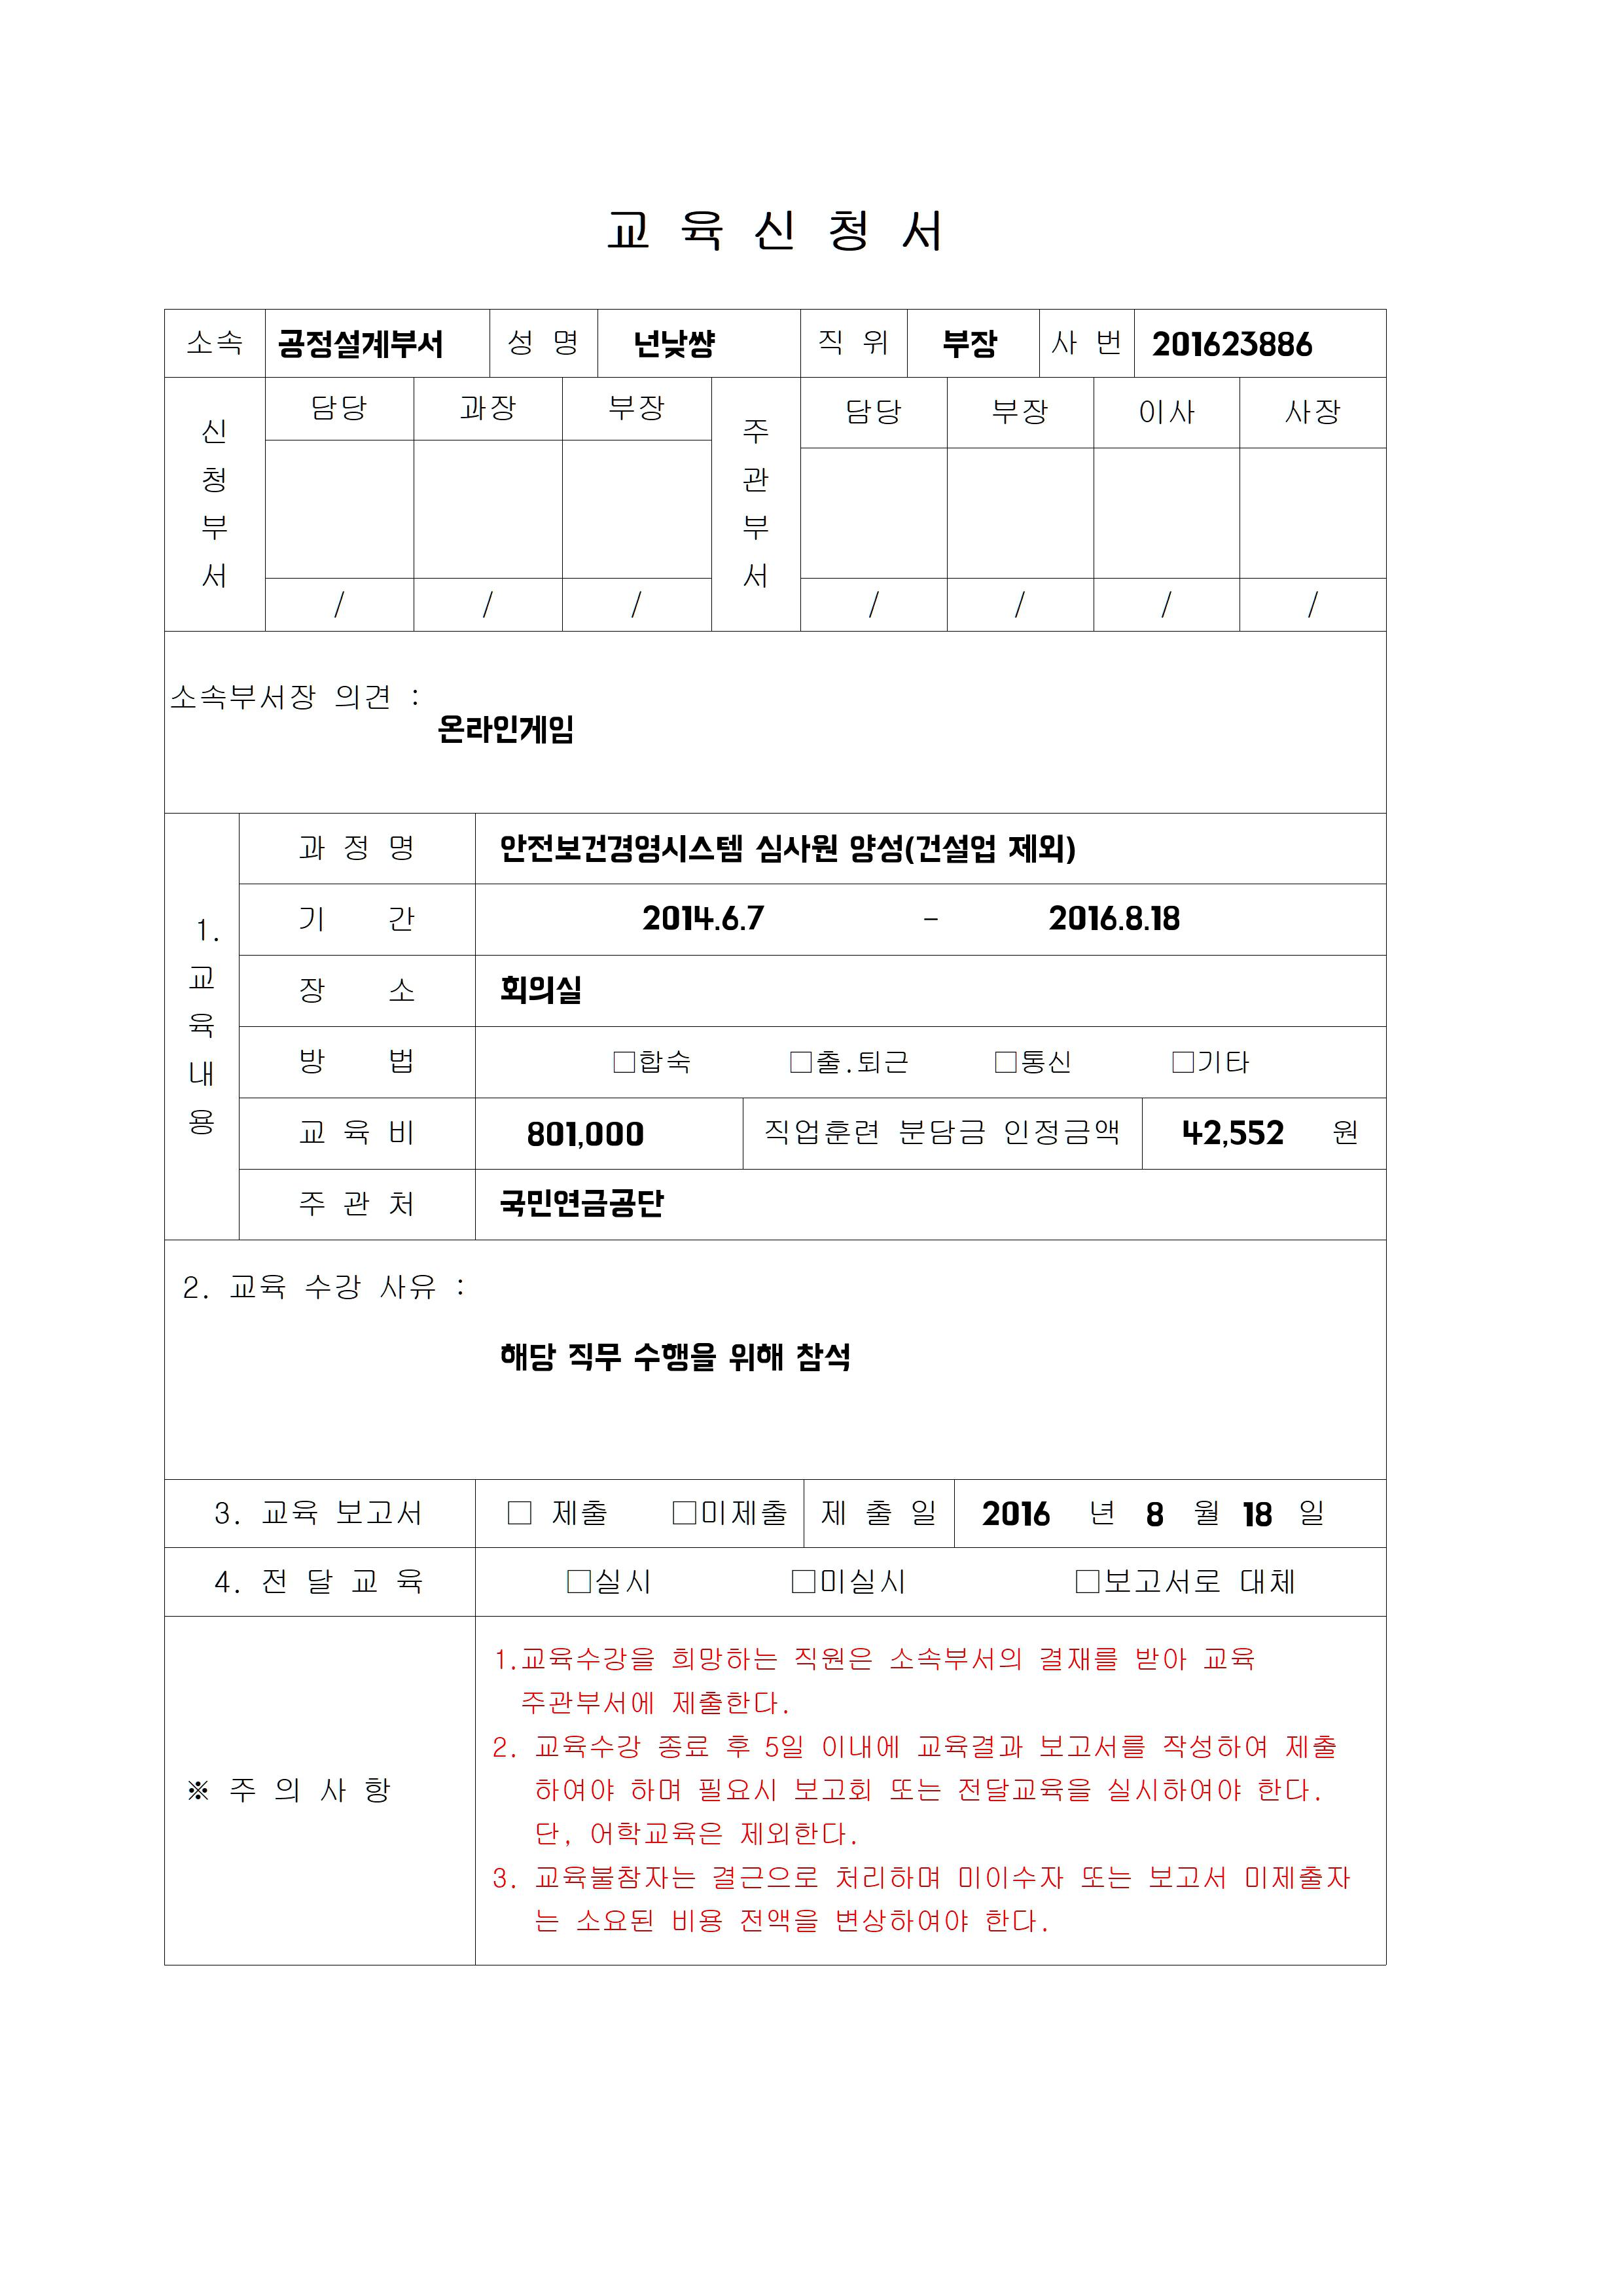 교 육 신 청 서
소속 공정설계부서 성 명 넌낮썅 직 위 부장 사 번 201623886
신청부서 담당 과장 부장 주관부서 담당 부장 이사 사장
/ / / / / / /
소속부서장 의견 :
온라인게임
1. 교육내용
과 정 명 안전보건경영시스템 심사원 양성(건설업 제외)
기 간 2014.6.7 - 2016.8.18
장 소 회의실
방 법 □합숙 □출.퇴근 □통신 □기타
교 육 비 801,000 직업훈련 분담금 인정금액 42,552 원
주 관 처 국민연금공단
2. 교육 수강 사유 :
해당 직무 수행을 위해 참석
3. 교육 보고서 □ 제출 □미제출 제 출 일 2016 년 8 월 18 일
4. 전 달 교 육 □실시 □미실시 □보고서로 대체
※ 주 의 사 항
1.교육수강을 희망하는 직원은 소속부서의 결재를 받아 교육
주관부서에 제출한다.
2. 교육수강 종료 후 5일 이내에 교육결과 보고서를 작성하여 제출
하여야 하며 필요시 보고회 또는 전달교육을 실시하여야 한다.
단, 어학교육은 제외한다.
3. 교육불참자는 결근으로 처리하며 미이수자 또는 보고서 미제출자
는 소요된 비용 전액을 변상하여야 한다.